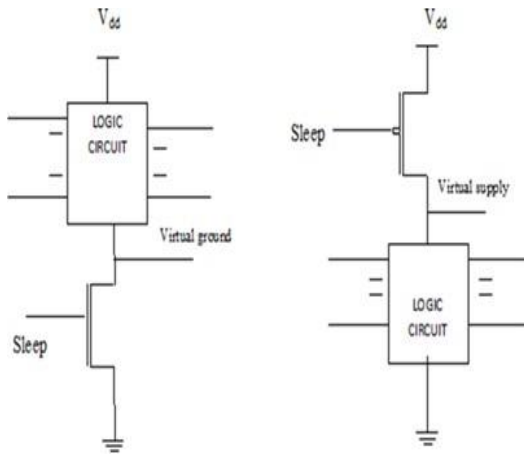 Vdd
LOGIC
CIRCUIT
Virtual ground
Sleep
Vdd
Sleep
Virtual supply
LOGIC
CIRCUIT